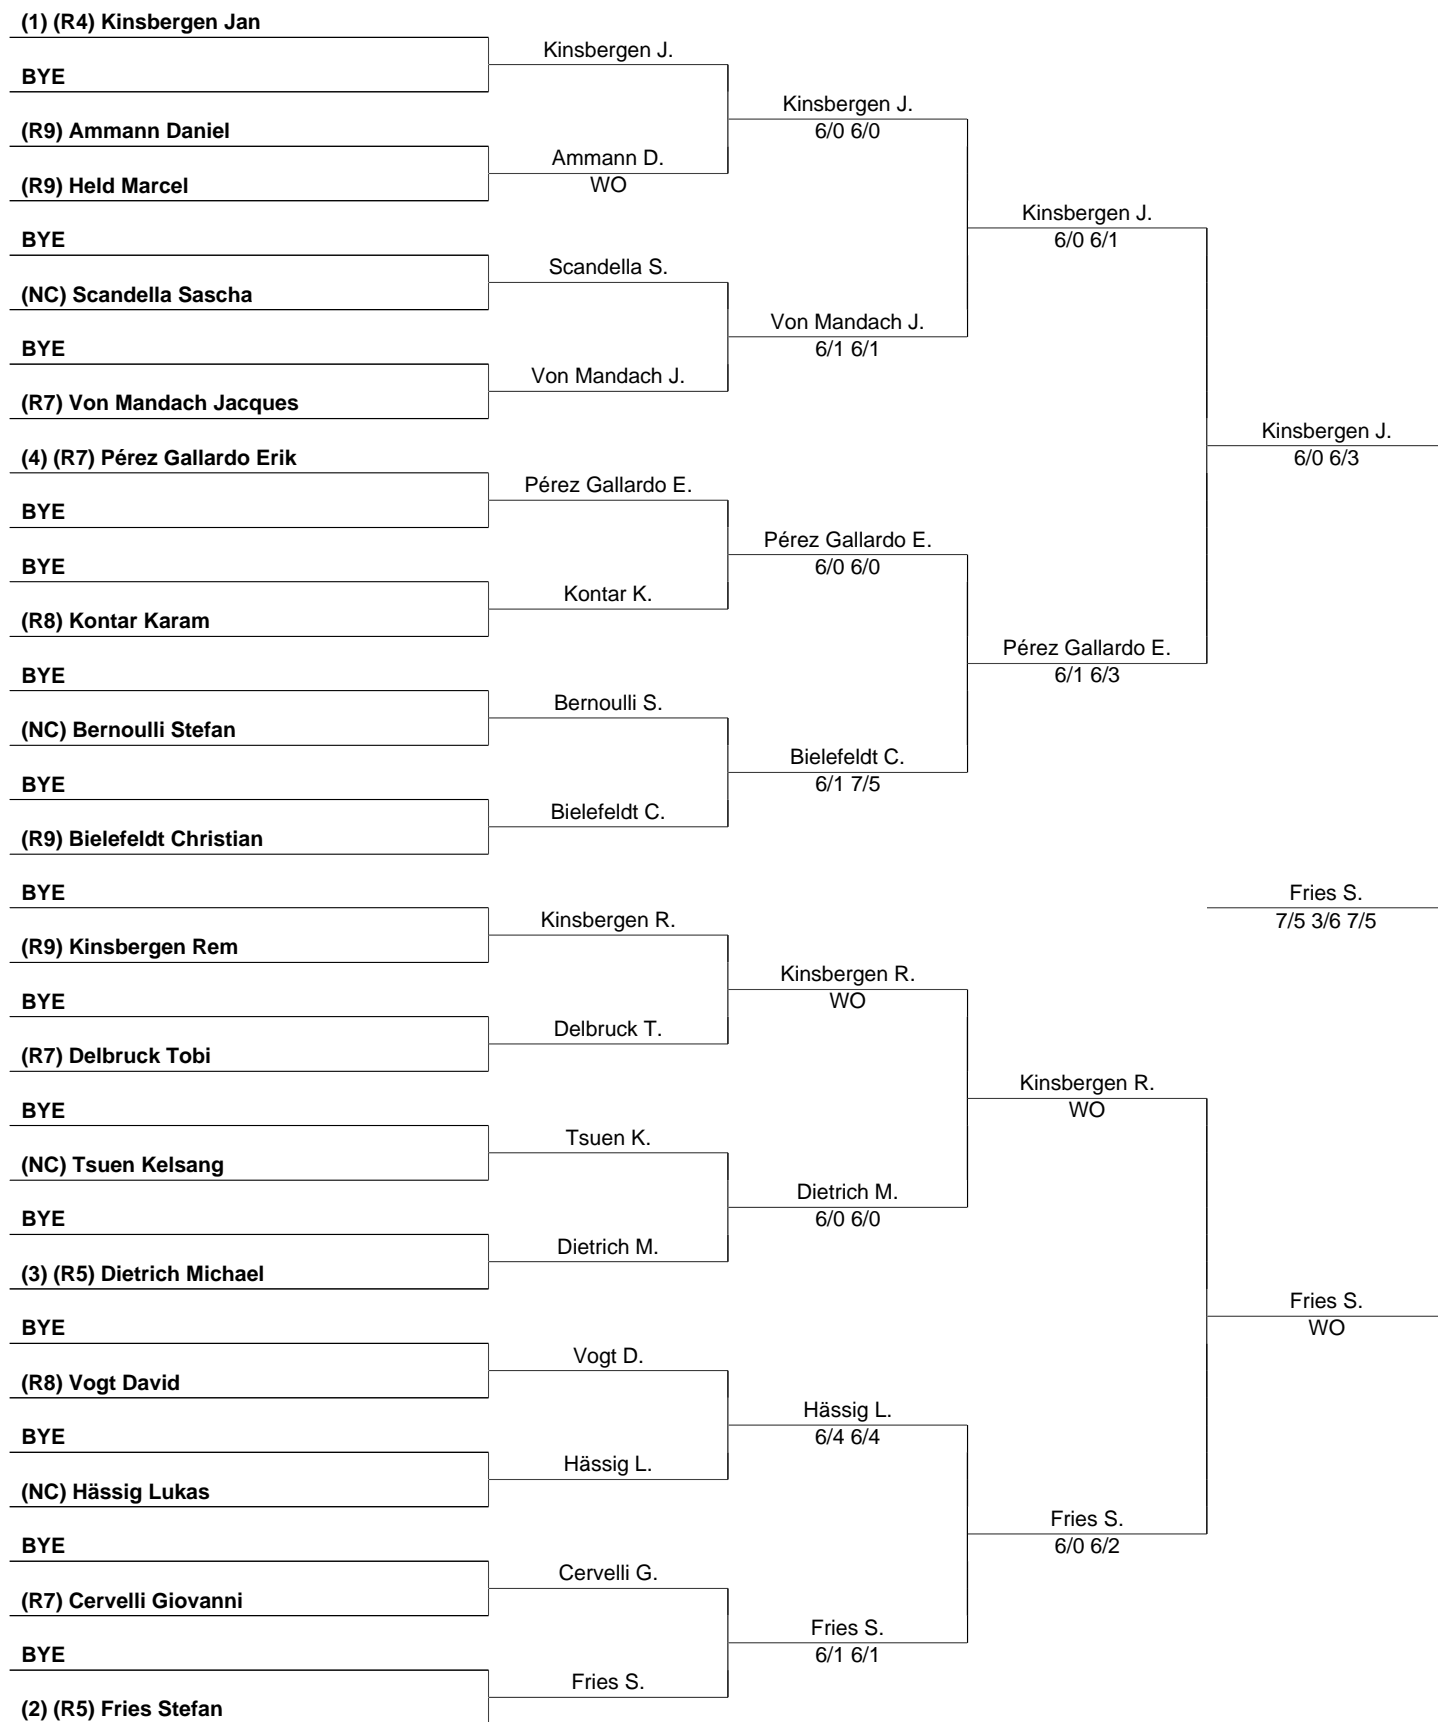 (1) (R4) Kinsbergen Jan
BYE
(R9) Ammann Daniel
(R9) Held Marcel
BYE
(NC) Scandella Sascha
BYE
(R7) Von Mandach Jacques
(4) (R7) Pérez Gallardo Erik
BYE
BYE
(R8) Kontar Karam
BYE
(NC) Bernoulli Stefan
BYE
(R9) Bielefeldt Christian
BYE
(R9) Kinsbergen Rem
BYE
(R7) Delbruck Tobi
BYE
(NC) Tsuen Kelsang
BYE
(3) (R5) Dietrich Michael
BYE
(R8) Vogt David
BYE
(NC) Hässig Lukas
BYE
(R7) Cervelli Giovanni
BYE
(2) (R5) Fries Stefan
Kinsbergen J.
Ammann D.
WO
Scandella S.
Von Mandach J.
Pérez Gallardo E.
Kontar K.
Bernoulli S.
Bielefeldt C.
Kinsbergen R.
Delbruck T.
Tsuen K.
Dietrich M.
Vogt D.
Hässig L.
Cervelli G.
Fries S.
Kinsbergen J.
6/0 6/0
Von Mandach J.
6/1 6/1
Pérez Gallardo E.
6/0 6/0
Bielefeldt C.
6/1 7/5
Kinsbergen R.
WO
Dietrich M.
6/0 6/0
Hässig L.
6/4 6/4
Fries S.
6/1 6/1
Kinsbergen J.
6/0 6/1
Pérez Gallardo E.
6/1 6/3
Kinsbergen R.
WO
Fries S.
6/0 6/2
Kinsbergen J.
6/0 6/3
Fries S.
7/5 3/6 7/5
Fries S.
WO